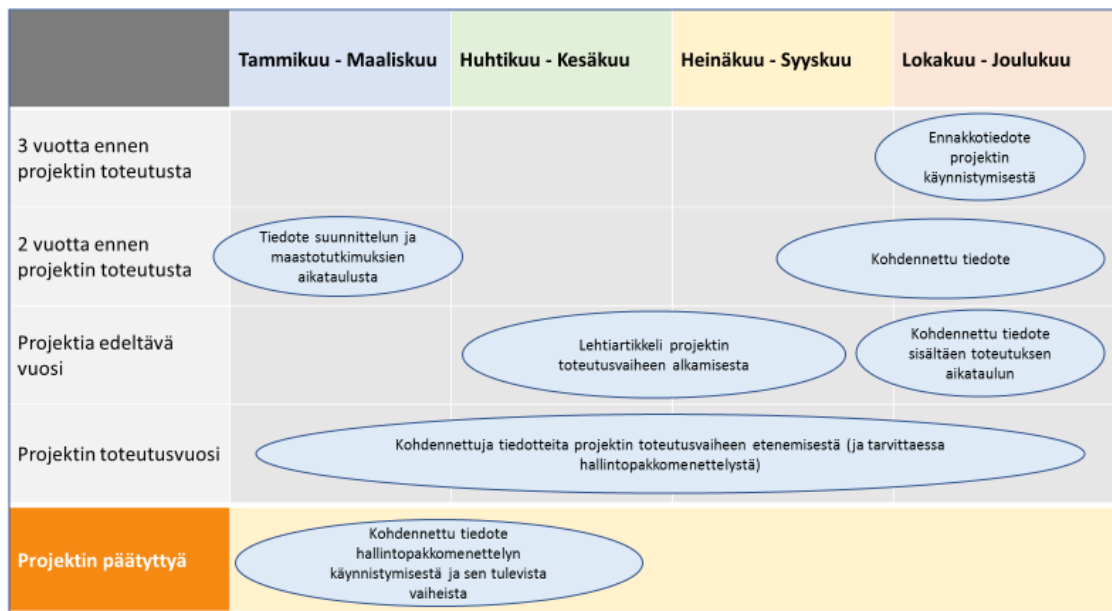 Tammikuu - Maaliskuu
Huhtikuu - Kesäkuu
Heinäkuu - Syyskuu
Lokakuu - Joulukuu
3 vuotta ennen
projektin toteutusta
Ennakkotiedote
projektin
käynnistymisestä
2 vuotta ennen
projektin toteutusta
Tiedote suunnittelun ja
maastotutkimuksien
aikataulusta
Kohdennettu tiedote
Projektia edeltävä
vuosi
Lehtiartikkeli projektin
toteutusvaiheen alkamisesta
Kohdennettu tiedote
sisältäen toteutuksen
aikataulun
Projektin toteutusvuosi
Kohdennettuja tiedotteita projektin toteutusvaiheen etenemisestä (ja tarvittaessa
hallintopakkomenettelystä)
Projektin päätyttyä
Kohdennettu tiedote
hallintopakkomenettelyn
käynnistymisestä ja sen tulevista
vaiheista